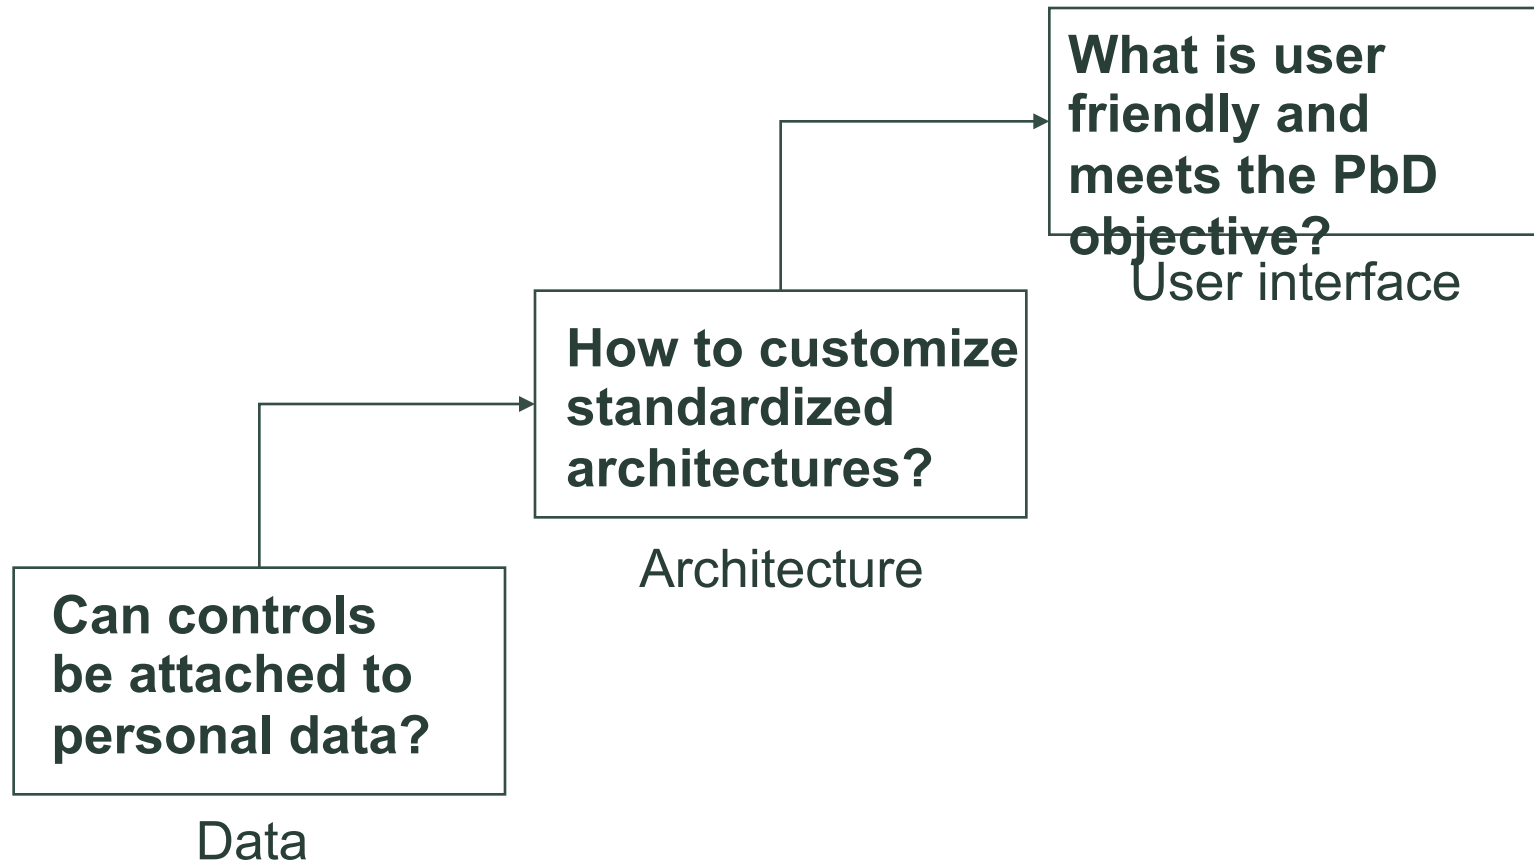 What is user
friendly and
meets the PbD
objective?
User interface
How to customize
standardized
architectures?
Architecture
Can controls
be attached to
personal data?
Data